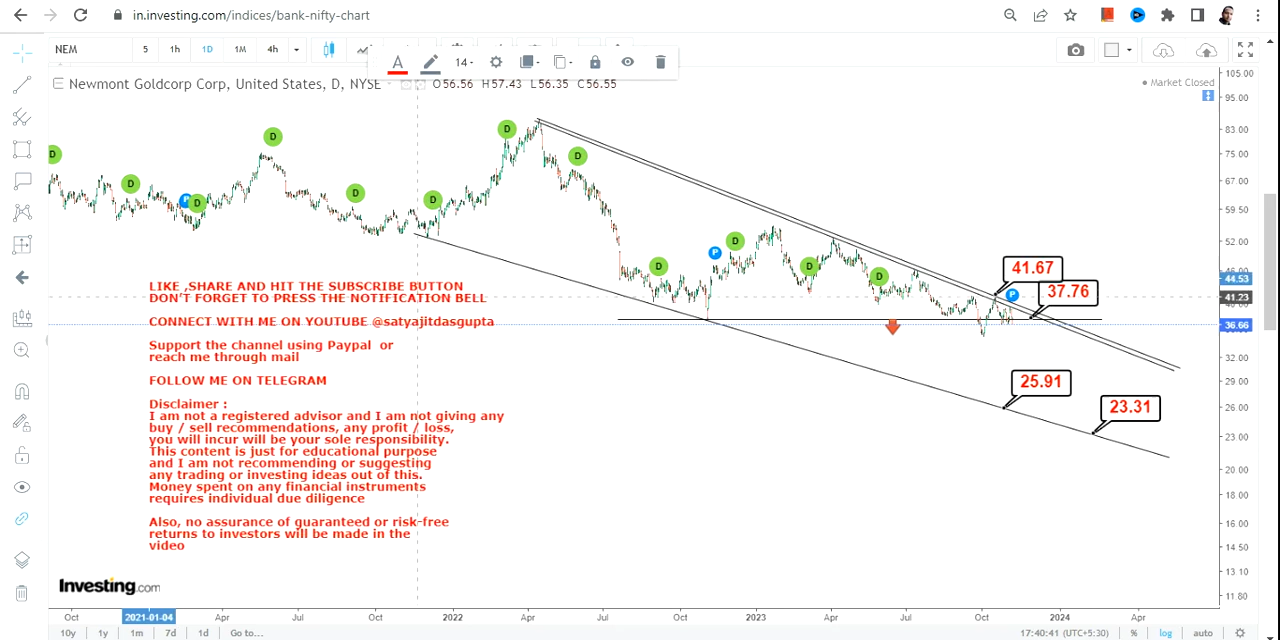 in.investing.com/indices/bank-nifty-chart
NEM 5 1h 1D 1M 4h
A 14
Newmont Goldcorp Corp, United States, D, NYSE O56.56 H57.43 L56.35 C56.55
Market Closed
105.00
95.00
83.00
75.00
67.00
59.50
52.00
44.53
41.23
36.66
32.00
29.00
26.00
23.00
20.00
18.00
16.00
14.50
13.10
11.80
D
D
D
P
D
D
D
D
D
D
P
D
D
D
P
41.67
37.76
25.91
23.31
LIKE ,SHARE AND HIT THE SUBSCRIBE BUTTON
DON'T FORGET TO PRESS THE NOTIFICATION BELL
CONNECT WITH ME ON YOUTUBE @satyajitdasgupta
Support the channel using Paypal or
reach me through mail
FOLLOW ME ON TELEGRAM
Disclaimer :
I am not a registered advisor and I am not giving any
buy / sell recommendations, any profit / loss,
you will incur will be your sole responsibility.
This content is just for educational purpose
and I am not recommending or suggesting
any trading or investing ideas out of this.
Money spent on any financial instruments
requires individual due diligence
Also, no assurance of guaranteed or risk-free
returns to investors will be made in the
video
Investing.com
Oct 2021-01-04 Apr Jul Oct 2022 Apr Jul Oct 2023 Apr Jul Oct 2024 Apr
10y 1y 1m 7d 1d Go to... 17:40:41 (UTC+5:30) % log auto